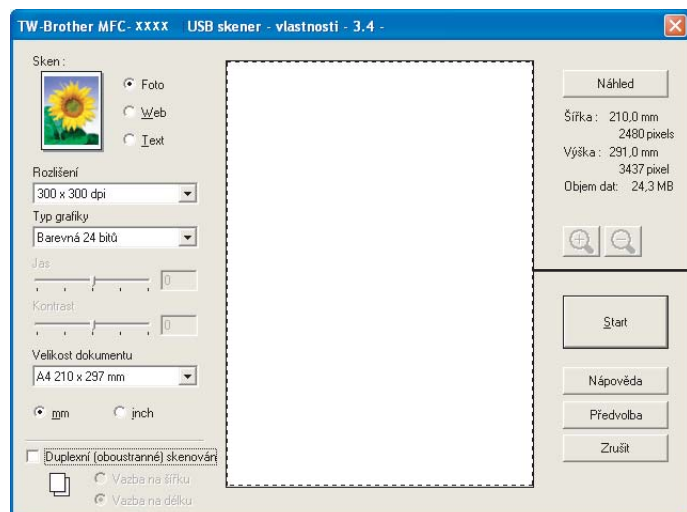 TW-Brother MFC- XXXX USB skener - vlastnosti - 3.4 -
Sken :
Foto
Web
Text
Rozlišení
300 x 300 dpi
Typ grafiky
Barevná 24 bitů
Jas
0
Kontrast
0
Velikost dokumentu
A4 210 x 297 mm
mm inch
Duplexní (oboustranné) skenován
Vazba na šířku
Vazba na délku
Náhled
Šířka : 210,0 mm
2480 pixels
Výška : 291,0 mm
3437 pixel
Objem dat: 24,3 MB
Start
Nápověda
Předvolba
Zrušit